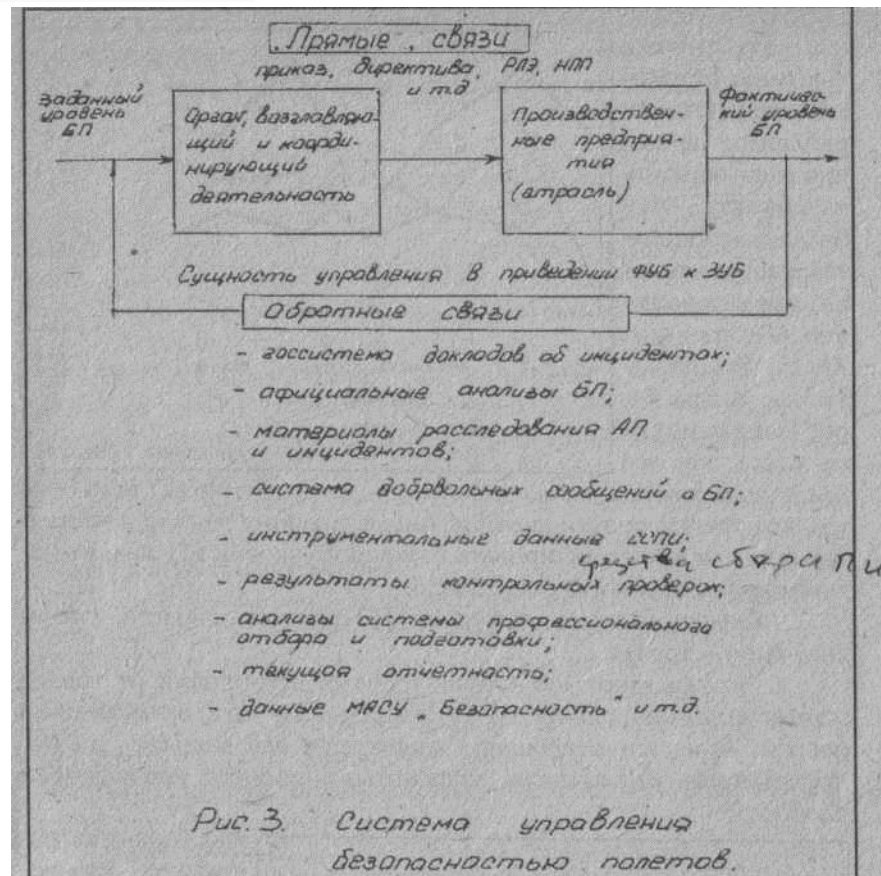 Прямые связи
приказ, директива, РЛЭ, НПП
и т.д
Заданный
уровень
БП
Орган, возглавляю-
щий и коорди-
нирующий
деятельность
Производствен-
ные предприя-
тия
(отрасль)
Фактичес-
кий уровень
БП
Сущность управления в приведении ФУБ к ЗУБ
Обратные связи
- госсистема докладов об инцидентах;
- официальные анализы БП;
- материалы расследования АП
и инцидентов;
- система добровольных сообщений о БП;
- инструментальные данные ССПИ;
средства сбора ПИ
- результаты контрольных проверок;
- анализы системы профессионального
отбора и подготовки;
- текущая отчетность;
- данные МАСУ „Безопасность" и т.д.
Рис. 3. Система управления
безопасностью полетов.